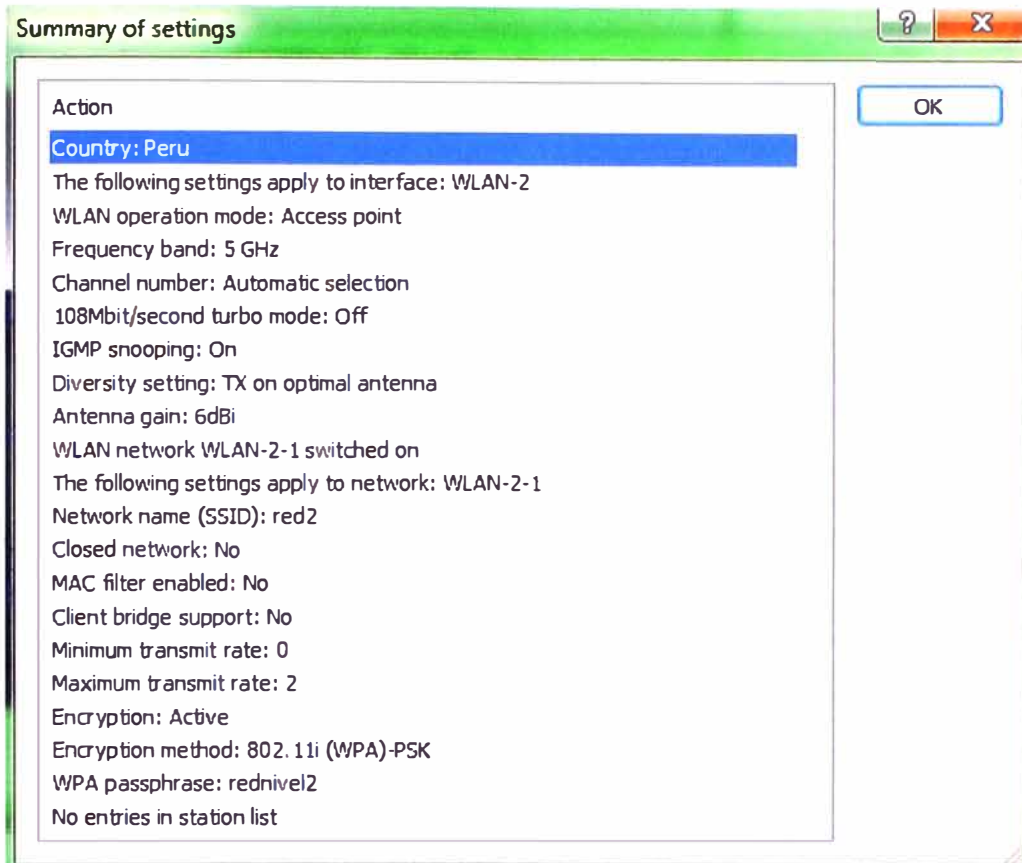 Summary of settings
?
X
Action
OK
Country: Peru
The following settings apply to interface: WLAN-2
WLAN operation mode: Access point
Frequency band: 5 GHz
Channel number: Automatic selection
108Mbit/second turbo mode: Off
IGMP snooping: On
Diversity setting: TX on optimal antenna
Antenna gain: 6dBi
WLAN network WLAN-2-1 switched on
The following settings apply to network: WLAN-2-1
Network name (SSID): red2
Closed network: No
MAC filter enabled: No
Client bridge support: No
Minimum transmit rate: 0
Maximum transmit rate: 2
Encryption: Active
Encryption method: 802.11i (WPA)-PSK
WPA passphrase: rednivel2
No entries in station list